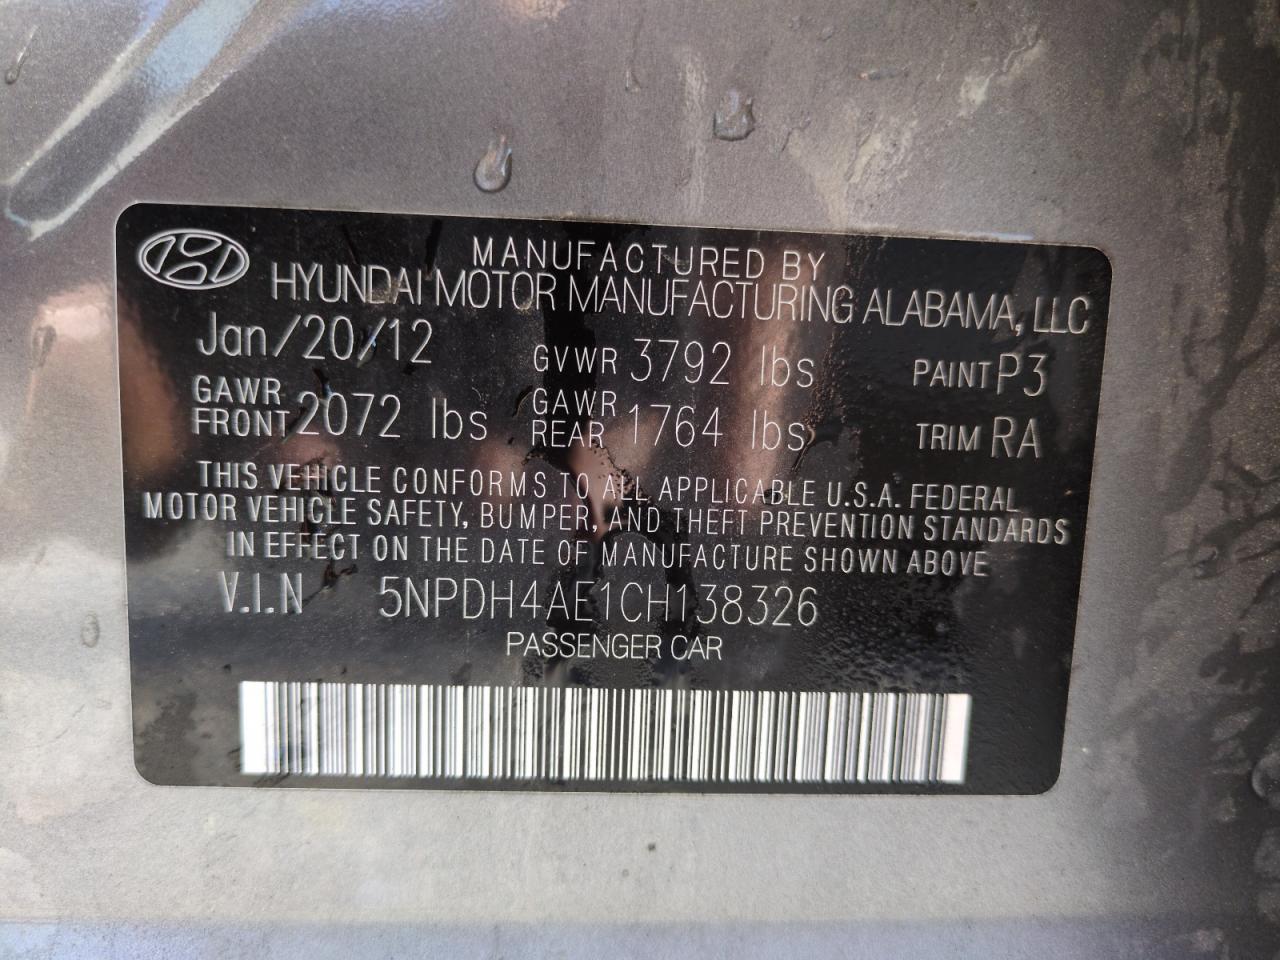 MANUFACTURED BY
HYUNDAI MOTOR MANUFACTURING ALABAMA, LLC
Jan/20/12 GVWR 3792 lbs PAINT P3
GAWR FRONT 2072 lbs GAWR REAR 1764 lbs TRIM RA
THIS VEHICLE CONFORMS TO ALL APPLICABLE U.S.A. FEDERAL
MOTOR VEHICLE SAFETY, BUMPER, AND THEFT PREVENTION STANDARDS
IN EFFECT ON THE DATE OF MANUFACTURE SHOWN ABOVE
V.I.N 5NPDH4AE1CH138326
PASSENGER CAR